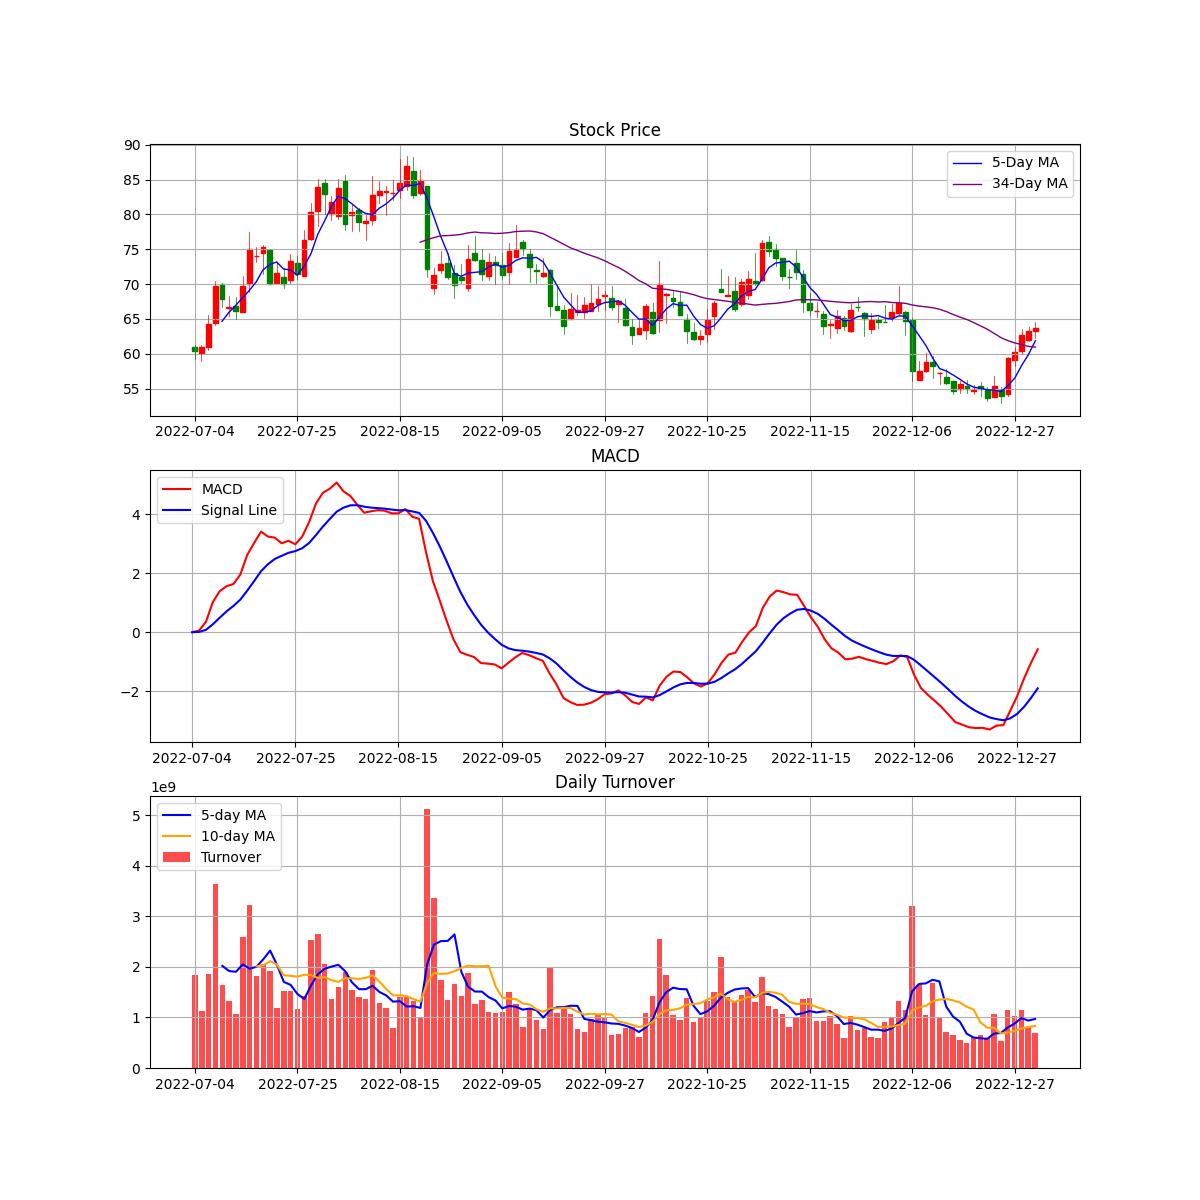 Stock Price
90
85
80
75
70
65
60
55
5-Day MA
34-Day MA
2022-07-04 2022-07-25 2022-08-15 2022-09-05 2022-09-27 2022-10-25 2022-11-15 2022-12-06 2022-12-27
MACD
4
2
0
−2
MACD
Signal Line
2022-07-04 2022-07-25 2022-08-15 2022-09-05 2022-09-27 2022-10-25 2022-11-15 2022-12-06 2022-12-27
Daily Turnover
1e9
5
4
3
2
1
0
5-day MA
10-day MA
Turnover
2022-07-04 2022-07-25 2022-08-15 2022-09-05 2022-09-27 2022-10-25 2022-11-15 2022-12-06 2022-12-27